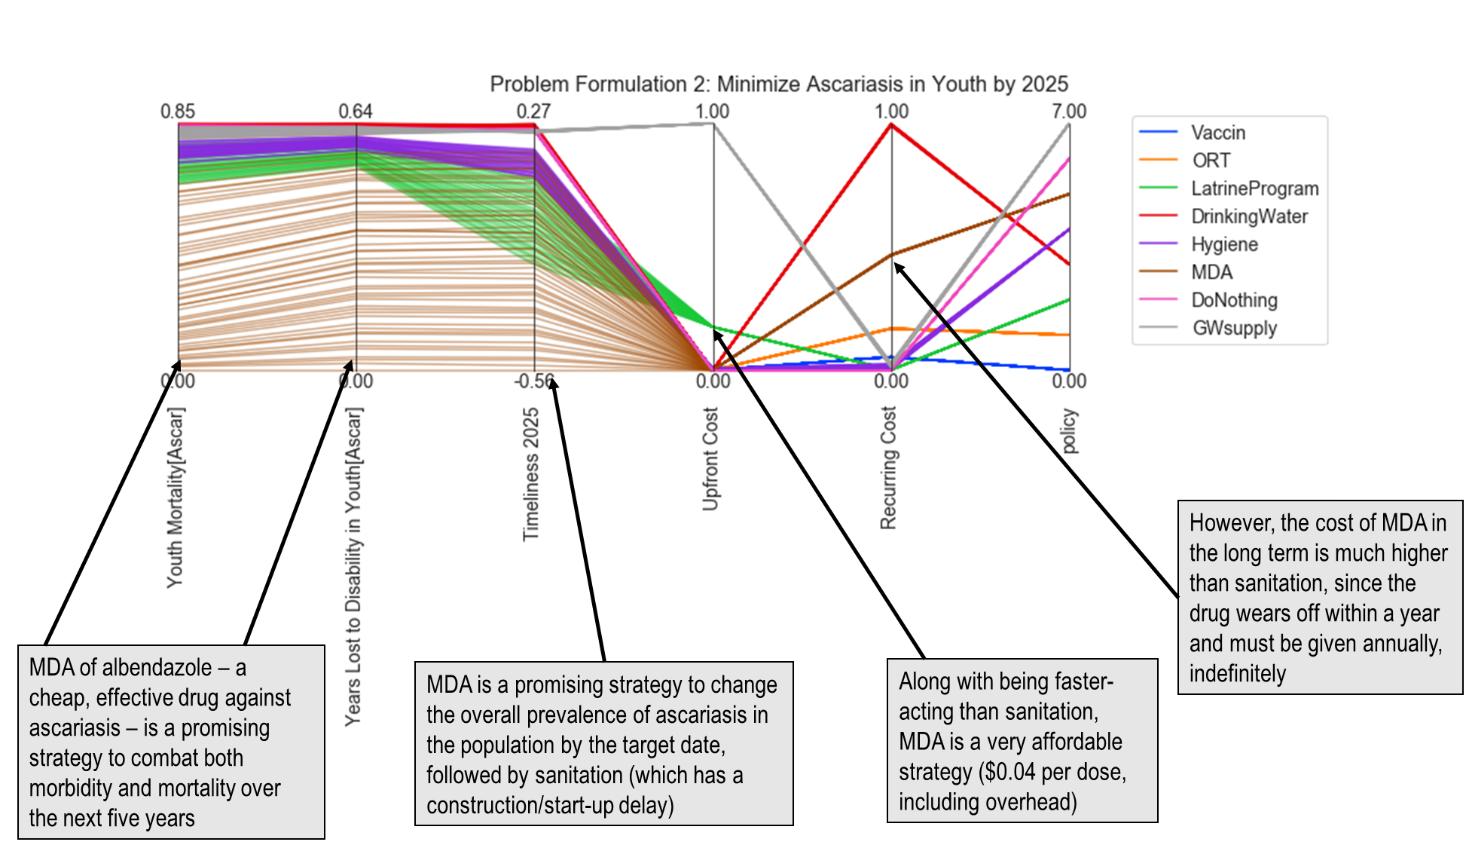 Problem Formulation 2: Minimize Ascariasis in Youth by 2025
0.85
0.64
0.27
1.00
1.00
7.00
0.00
0.00
-0.56
0.00
0.00
0.00
Youth Mortality[Ascar]
Years Lost to Disability in Youth[Ascar]
Timeliness 2025
Upfront Cost
Recurring Cost
policy
Vaccin
ORT
LatrineProgram
DrinkingWater
Hygiene
MDA
DoNothing
GWsupply
MDA of albendazole – a
cheap, effective drug against
ascariasis – is a promising
strategy to combat both
morbidity and mortality over
the next five years
MDA is a promising strategy to change
the overall prevalence of ascariasis in
the population by the target date,
followed by sanitation (which has a
construction/start-up delay)
Along with being faster-
acting than sanitation,
MDA is a very affordable
strategy ($0.04 per dose,
including overhead)
However, the cost of MDA in
the long term is much higher
than sanitation, since the
drug wears off within a year
and must be given annually,
indefinitely